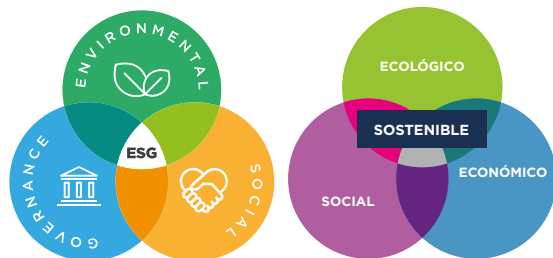 ENVIRONMENTAL
GOVERNANCE
ESG
SOCIAL
ECOLÓGICO
SOSTENIBLE
SOCIAL
ECONÓMICO